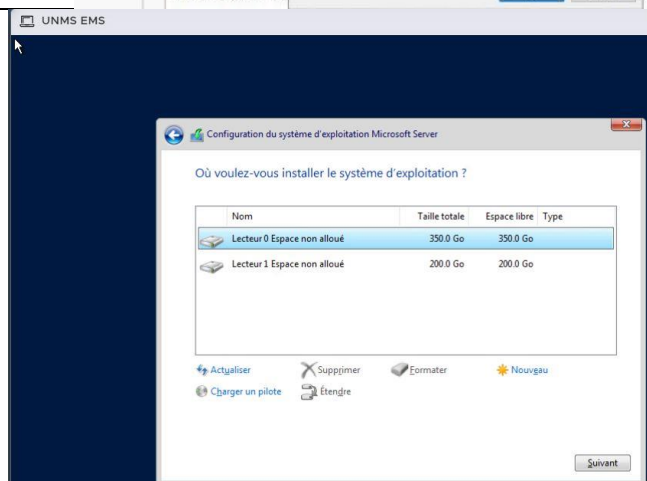 UNMS EMS
Configuration du système d'exploitation Microsoft Server
Où voulez-vous installer le système d'exploitation ?
Nom Taille totale Espace libre Type
Lecteur 0 Espace non alloué 350.0 Go 350.0 Go
Lecteur 1 Espace non alloué 200.0 Go 200.0 Go
Actualiser Supprimer Formater Nouveau
Charger un pilote Étendre
Suivant